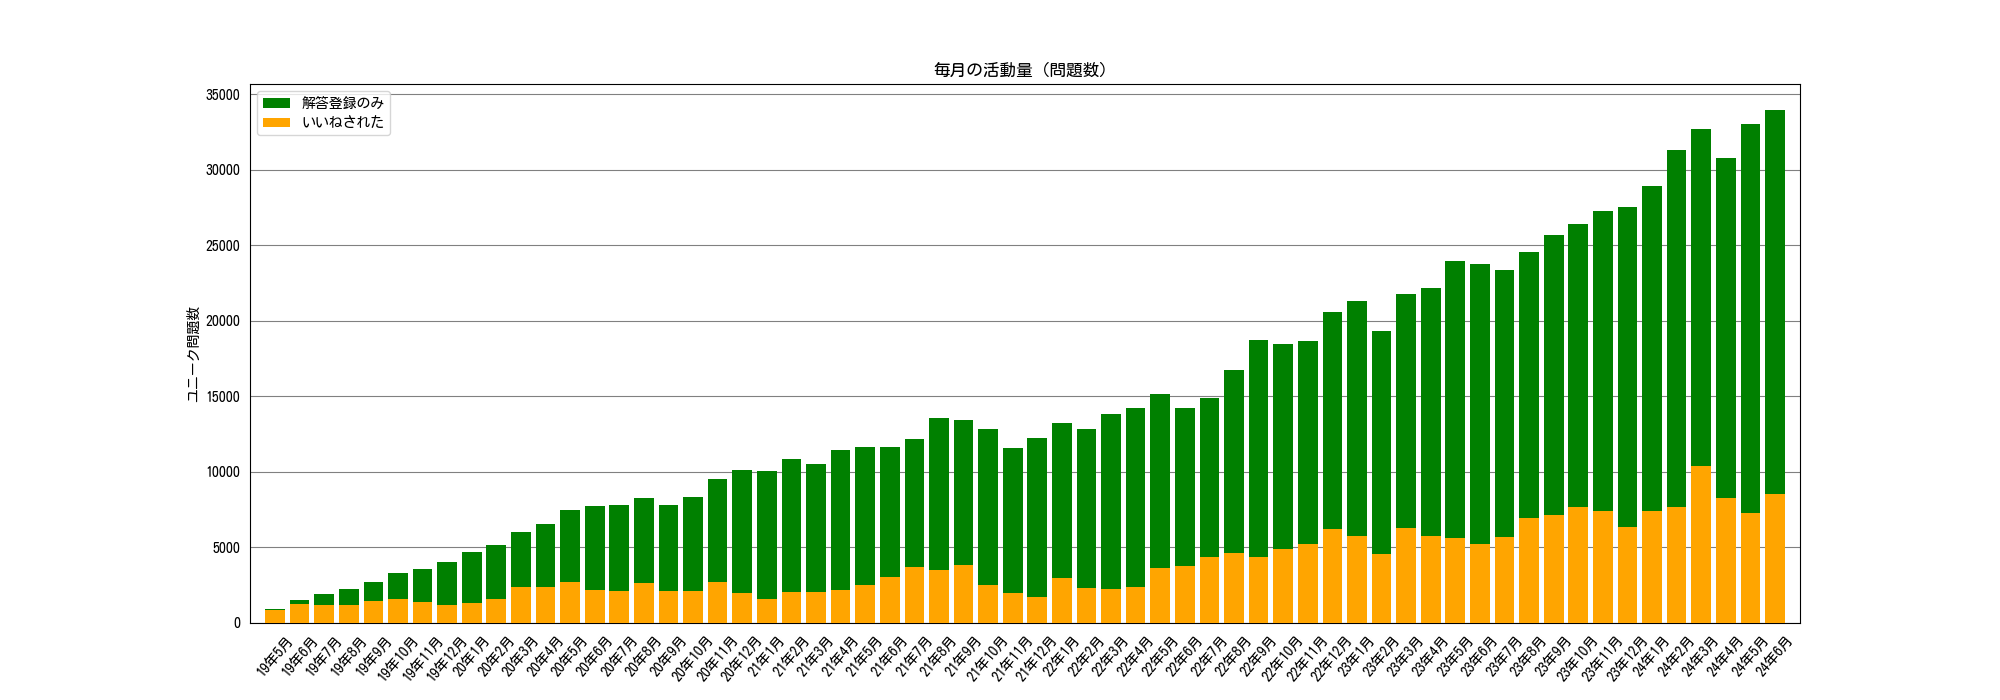 毎月の活動量（問題数）
解答登録のみ
いいねされた
ユニーク問題数
35000
30000
25000
20000
15000
10000
5000
0
19年5月
19年6月
19年7月
19年8月
19年9月
19年10月
19年11月
19年12月
20年1月
20年2月
20年3月
20年4月
20年5月
20年6月
20年7月
20年8月
20年9月
20年10月
20年11月
20年12月
21年1月
21年2月
21年3月
21年4月
21年5月
21年6月
21年7月
21年8月
21年9月
21年10月
21年11月
21年12月
22年1月
22年2月
22年3月
22年4月
22年5月
22年6月
22年7月
22年8月
22年9月
22年10月
22年11月
22年12月
23年1月
23年2月
23年3月
23年4月
23年5月
23年6月
23年7月
23年8月
23年9月
23年10月
23年11月
23年12月
24年1月
24年2月
24年3月
24年4月
24年5月
24年6月